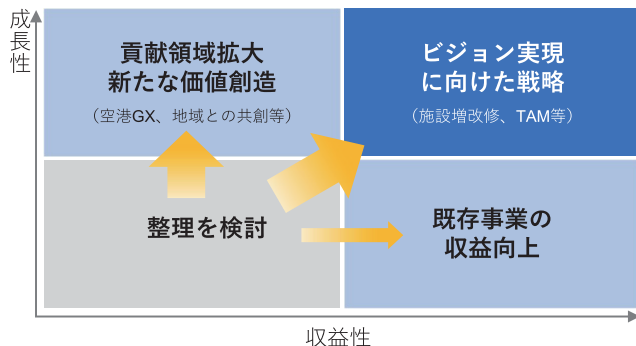 成長性
貢献領域拡大
新たな価値創造
（空港GX、地域との共創等）
ビジョン実現
に向けた戦略
（施設増改修、TAM等）
整理を検討
既存事業の
収益向上
収益性